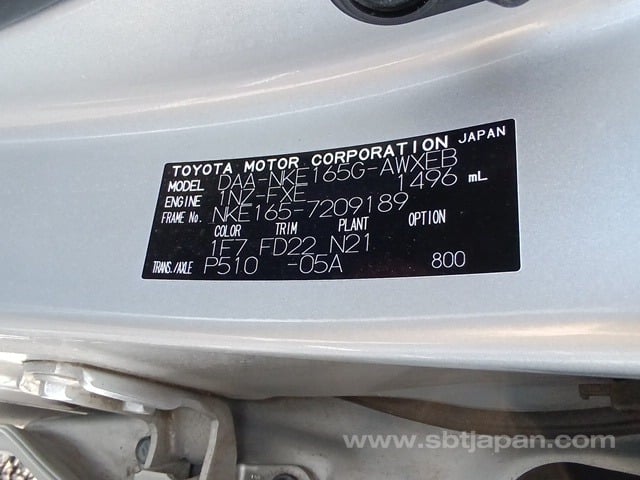 TOYOTA MOTOR CORPORATION JAPAN
MODEL DAA-NKE165G-AWXEB
ENGINE 1NZ-FXE 1496 mL
FRAME No. NKE165-7209189
COLOR TRIM PLANT OPTION
1F7 FD22 N21
TRANS./AXLE P510 -05A 800
www.sbtjapan.com